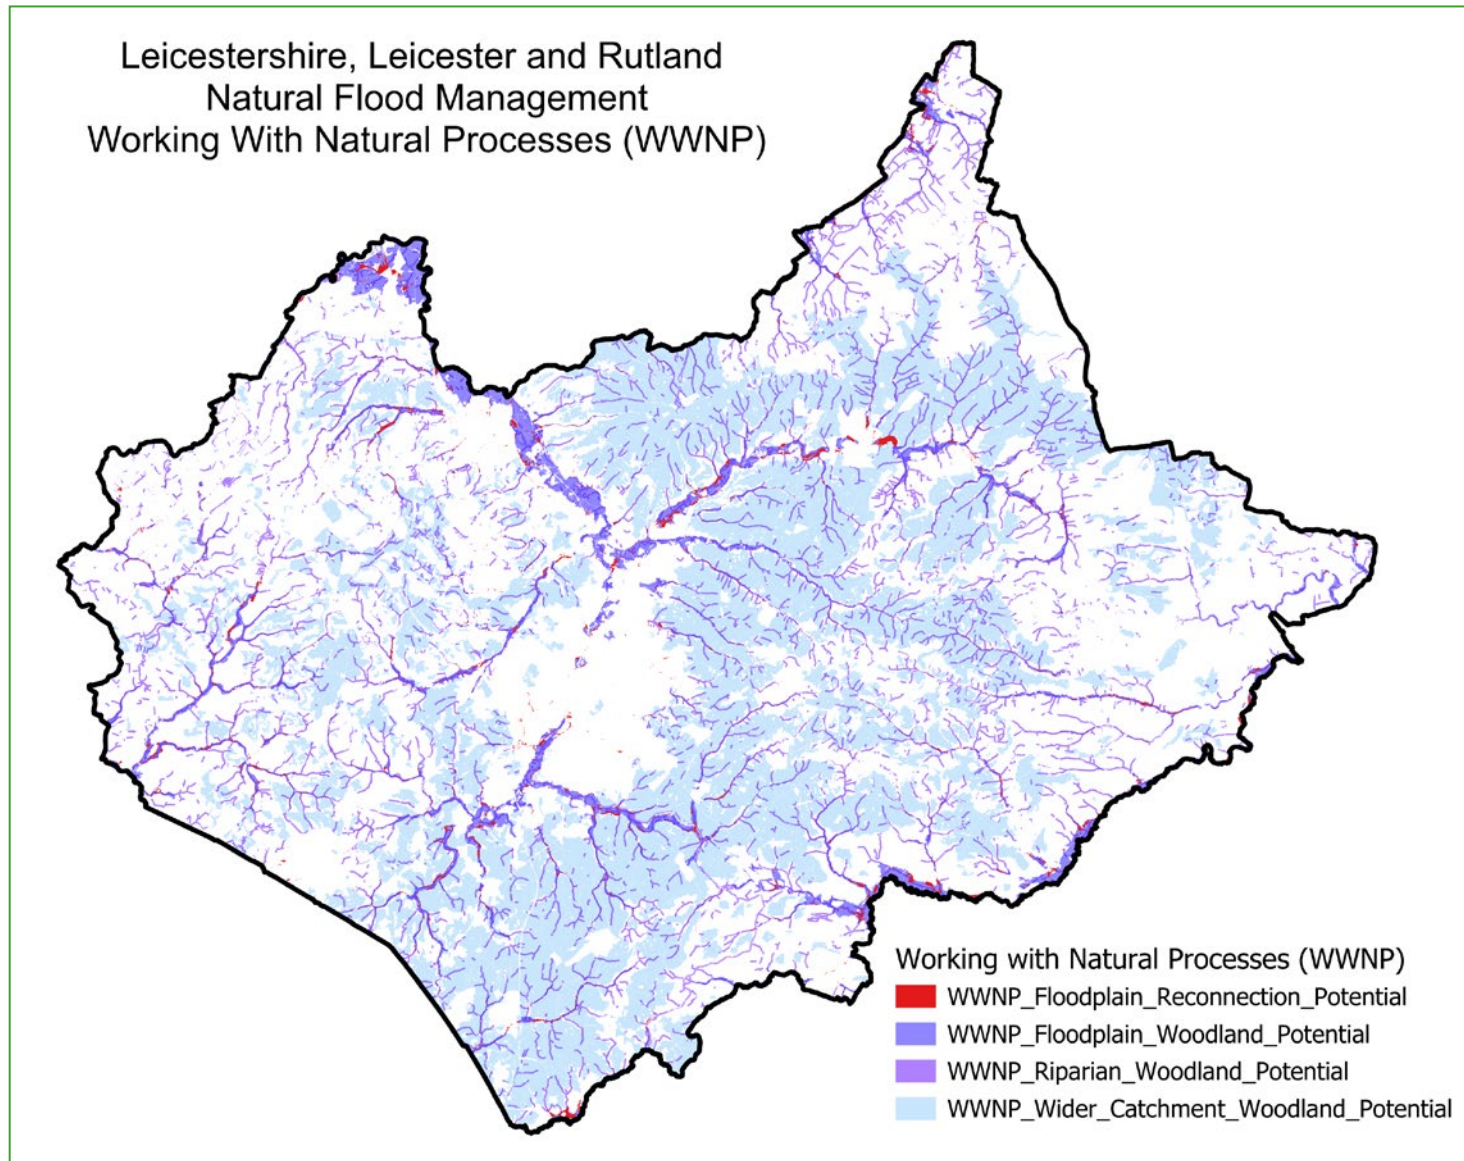 Leicestershire, Leicester and Rutland
Natural Flood Management
Working With Natural Processes (WWNP)
Working with Natural Processes (WWNP)
WWNP_Floodplain_Reconnection_Potential
WWNP_Floodplain_Woodland_Potential
WWNP_Riparian_Woodland_Potential
WWNP_Wider_Catchment_Woodland_Potential